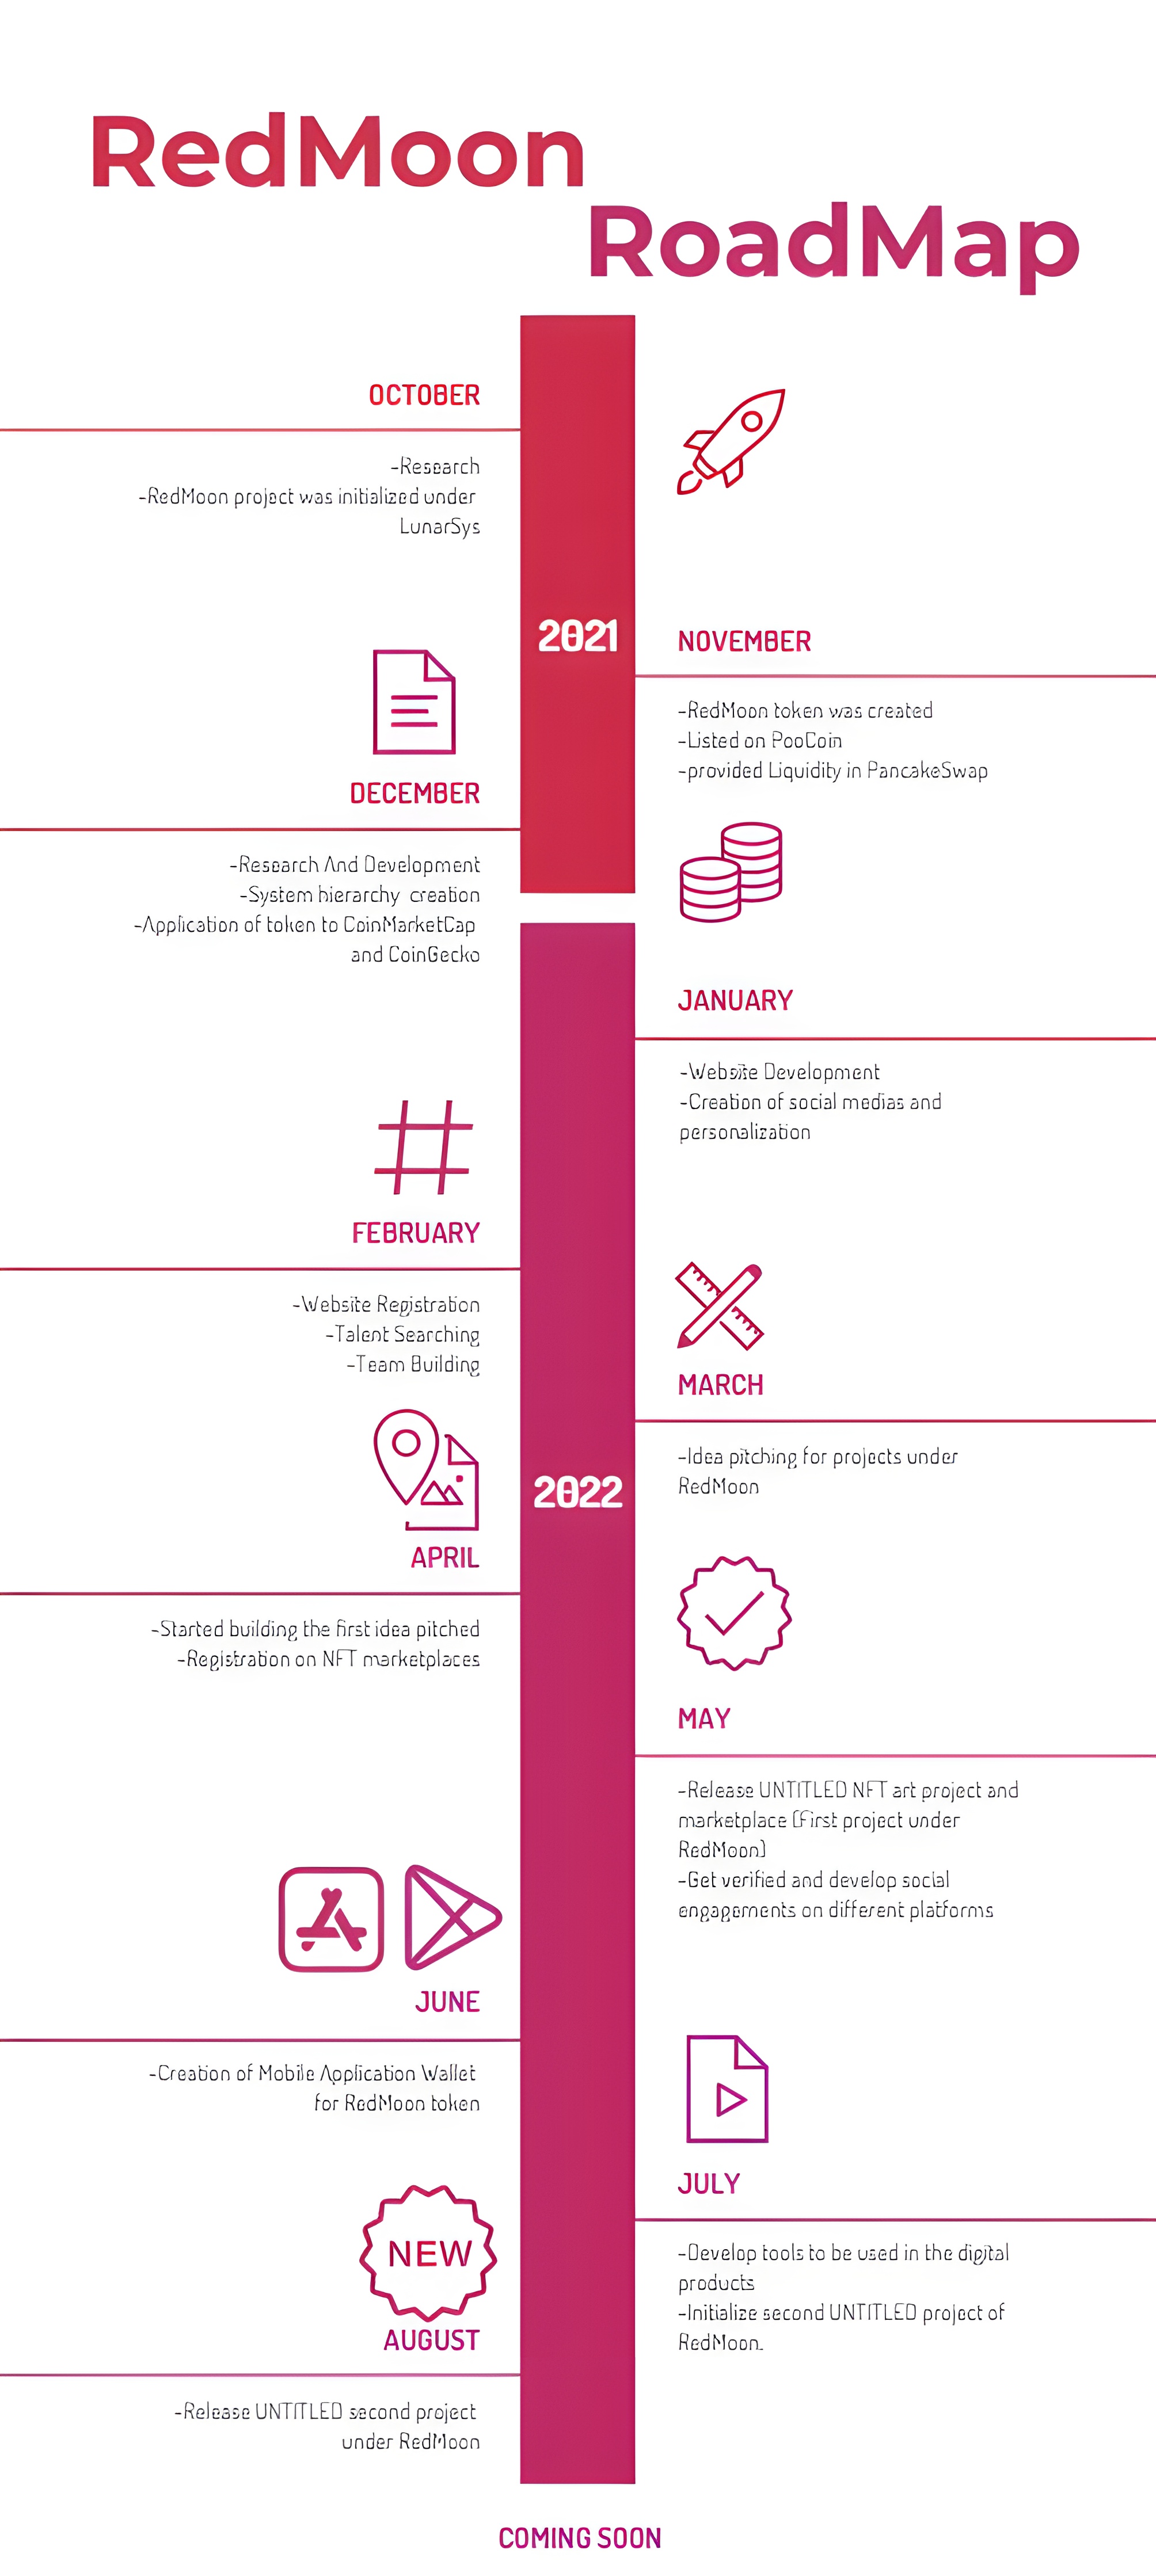 RedMoon
RoadMap
OCTOBER
-Research
-RedMoon project was initialized under
LunarSys
2021
NOVEMBER
-RedMoon token was created
-Listed on PooCoin
-provided Liquidity in PancakeSwap
DECEMBER
-Research And Development
-System hierarchy creation
-Application of token to CoinMarketCap
and CoinGecko
JANUARY
-Website Development
-Creation of social medias and
personalization
FEBRUARY
-Website Registration
-Talent Searching
-Team Building
MARCH
-Idea pitching for projects under
RedMoon
2022
APRIL
-Started building the first idea pitched
-Registration on NFT marketplaces
MAY
-Release UNTITLED NFT art project and
marketplace (First project under
RedMoon)
-Get verified and develop social
engagements on different platforms
JUNE
-Creation of Mobile Application Wallet
for RedMoon token
JULY
-Develop tools to be used in the digital
products
-Initialize second UNTITLED project of
RedMoon.
NEW
AUGUST
-Release UNTITLED second project
under RedMoon
COMING SOON